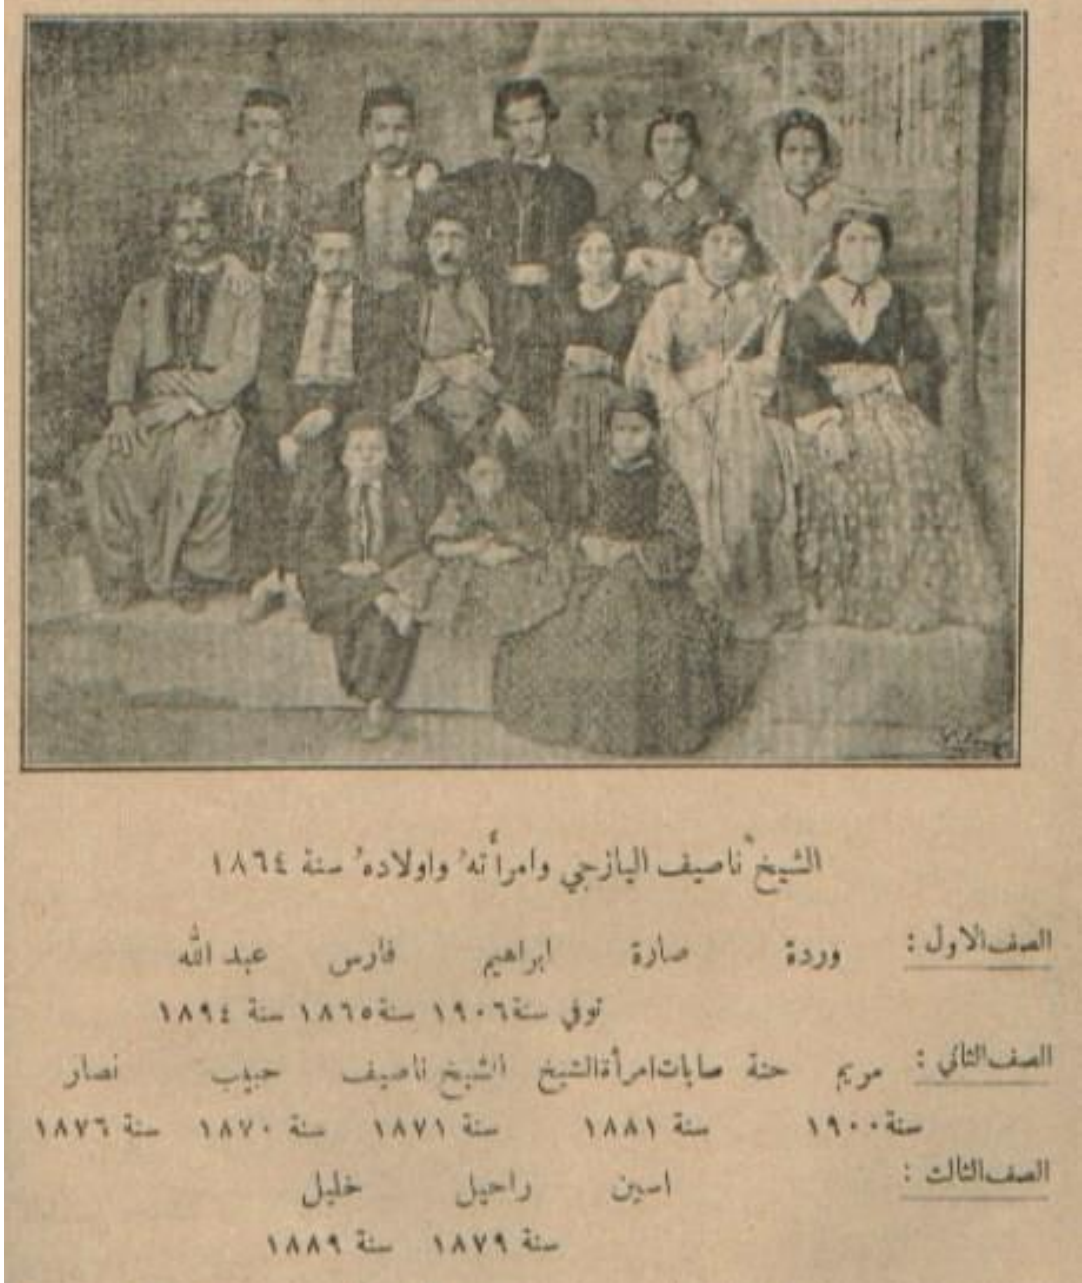 الشيخ ناصيف اليازجي وامرأته واولاده سنة ١٨٦٤
الصف الاول : وردة صارة ابراهيم فارس عبد الله
توفي سنة ١٩٠٦ سنة ١٨٦٥ سنة ١٨٩٤
الصف الثاني : مريم حنة صابات امرأة الشيخ الشيخ ناصيف حبيب نصار
سنة ١٩٠٠ سنة ١٨٨١ سنة ١٨٧١ سنة ١٨٧٠ سنة ١٨٧٦
الصف الثالث : اسين راحيل خليل
سنة ١٨٧٩ سنة ١٨٨٩